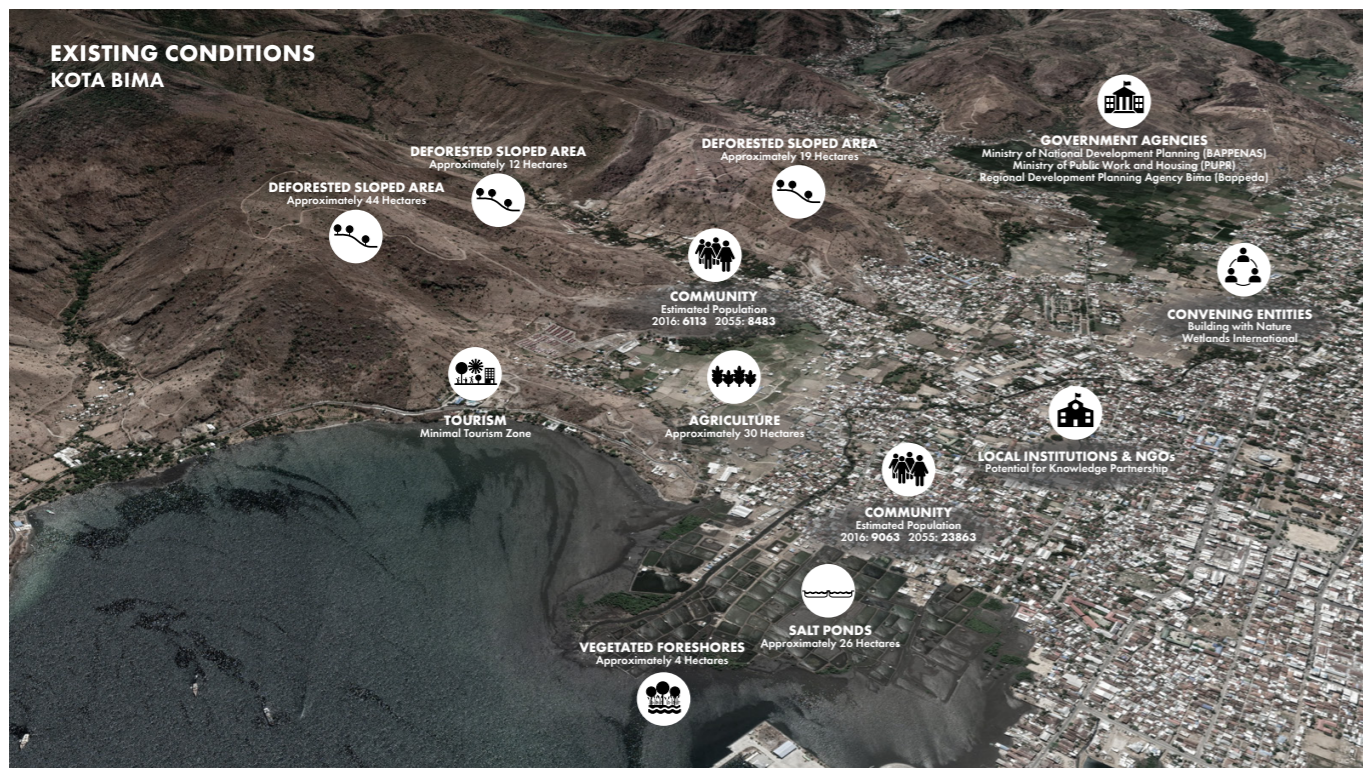 EXISTING CONDITIONS
KOTA BIMA
GOVERNMENT AGENCIES
Ministry of National Development Planning (BAPPENAS)
Ministry of Public Work and Housing (PUPR)
Regional Development Planning Agency Bima (Bappeda)
DEFORESTED SLOPED AREA
Approximately 19 Hectares
DEFORESTED SLOPED AREA
Approximately 12 Hectares
DEFORESTED SLOPED AREA
Approximately 44 Hectares
COMMUNITY
Estimated Population
2016: 6113 2055: 8483
CONVENING ENTITIES
Building with Nature
Wetlands International
TOURISM
Minimal Tourism Zone
AGRICULTURE
Approximately 30 Hectares
LOCAL INSTITUTIONS & NGOs
Potential for Knowledge Partnership
COMMUNITY
Estimated Population
2016: 9063 2055: 23863
SALT PONDS
Approximately 26 Hectares
VEGETATED FORESHORES
Approximately 4 Hectares